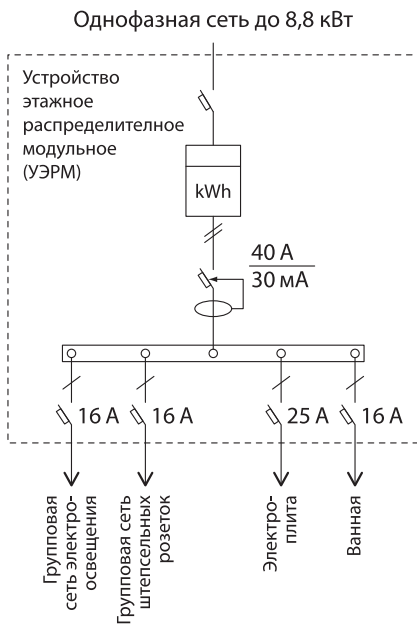 Однофазная сеть до 8,8 кВт
Устройство
этажное
распределителное
модульное
(УЭРМ)
kWh
40 А
30 мА
16 А
16 А
25 А
16 А
Групповая
сеть электро-
освещения
Групповая сеть
штепсельных
розеток
Электро-
плита
Ванная